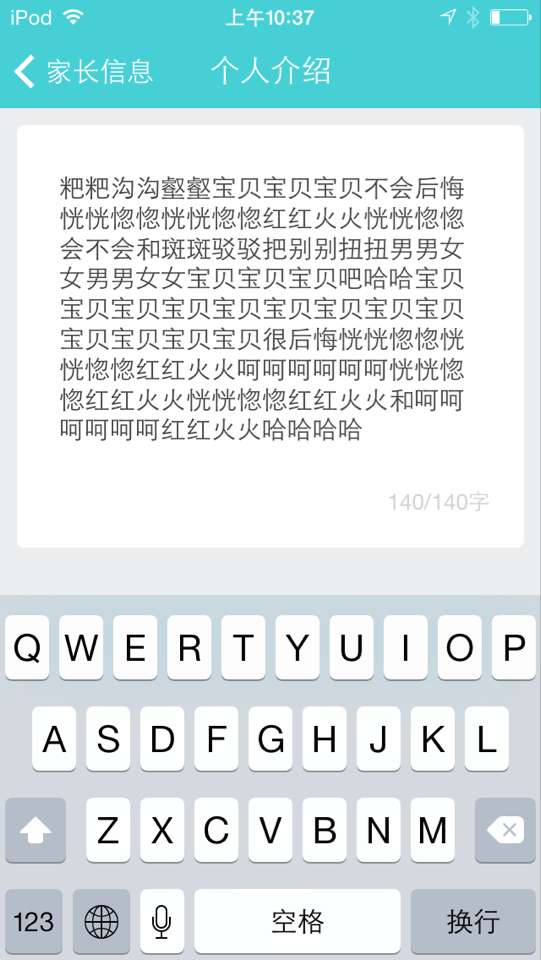 iPod 上午10:37
家长信息 个人介绍
粑粑沟沟壑壑宝贝宝贝宝贝不会后悔
恍恍惚惚恍恍惚惚红红火火恍恍惚惚
会不会和斑斑驳驳把别别扭扭男男女
女男男女女宝贝宝贝宝贝吧哈哈宝贝
宝贝宝贝宝贝宝贝宝贝宝贝宝贝宝贝
宝贝宝贝宝贝宝贝很后悔恍恍惚惚恍
恍惚惚红红火火呵呵呵呵呵呵恍恍惚
惚红红火火恍恍惚惚红红火火和呵呵
呵呵呵呵红红火火哈哈哈哈
140/140字
Q W E R T Y U I O P
A S D F G H J K L
Z X C V B N M
123 空格 换行